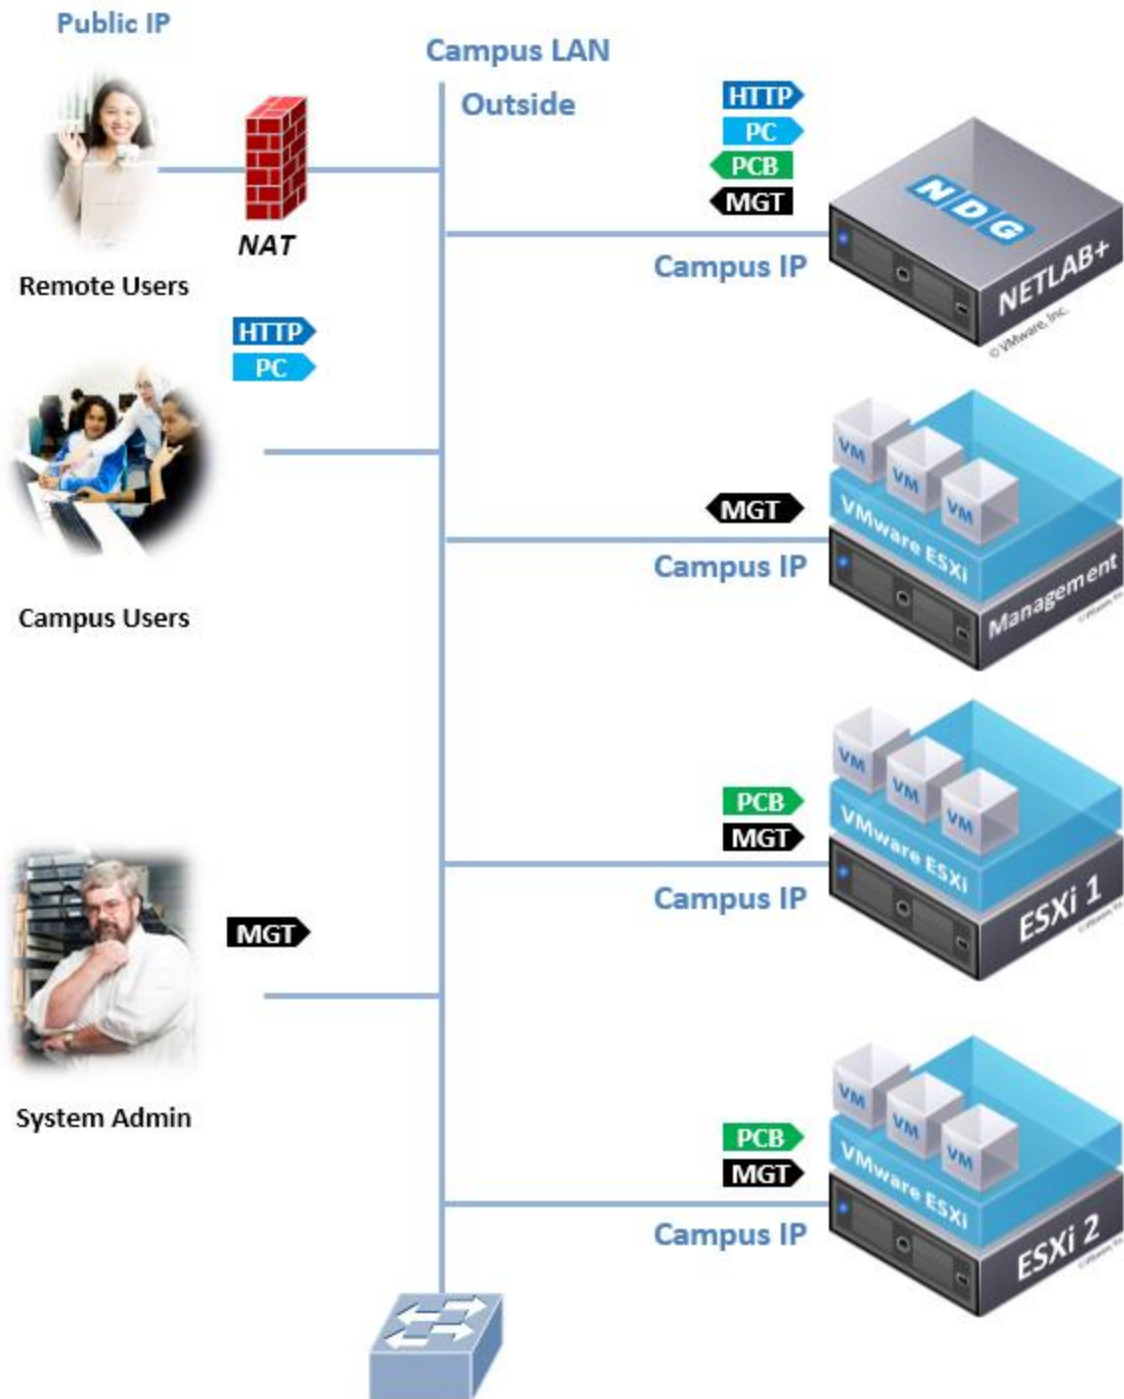 Public IP
Campus LAN
Outside
HTTP
PC
PCB
MGT
NDG
NETLAB+
© VMware, Inc.
NAT
Campus IP
Remote Users
HTTP
PC
VM
VM
VM
VMware ESXi
MGT
Management
Campus IP
Campus Users
VM
VM
VM
VMware ESXi
PCB
MGT
ESXi 1
Campus IP
MGT
System Admin
VM
VM
VM
VMware ESXi
PCB
MGT
ESXi 2
Campus IP